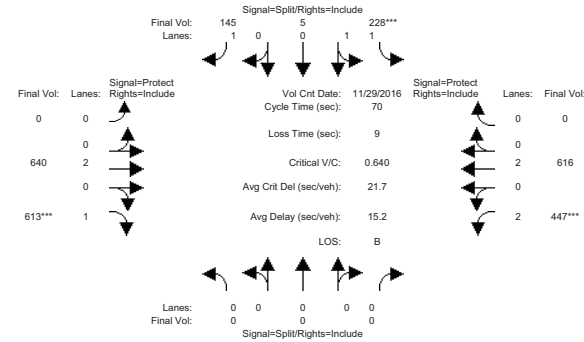 Signal=Split/Rights=Include
Final Vol: 145 5 228***
Lanes: 1 0 0 1 1
Signal=Protect
Final Vol: Lanes: Rights=Include
Vol Cnt Date: 11/29/2016
Signal=Protect
Rights=Include Lanes: Final Vol:
Cycle Time (sec): 70
0 0
0 0
Loss Time (sec): 9
0
0
640 2
Critical V/C: 0.640
2 616
0
Avg Crit Del (sec/veh): 21.7
0
613*** 1
Avg Delay (sec/veh): 15.2
2 447***
LOS: B
Lanes: 0 0 0 0 0
Final Vol: 0 0 0
Signal=Split/Rights=Include